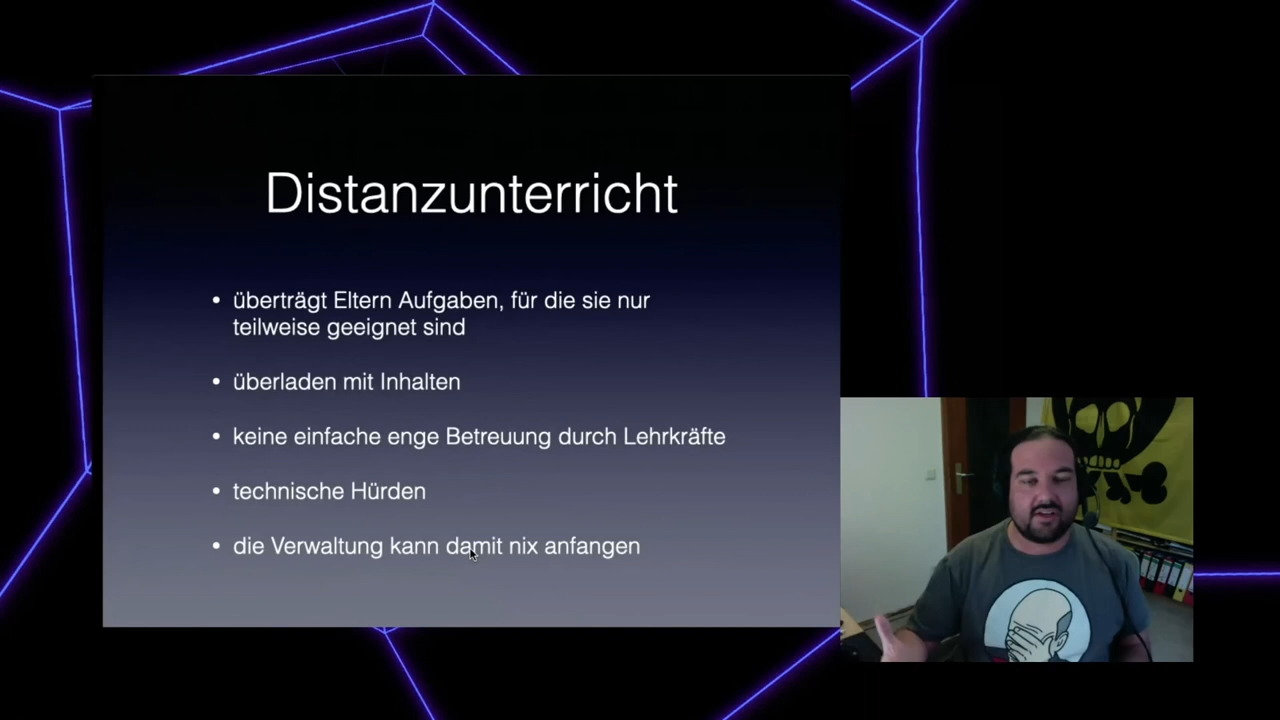 Distanzunterricht
• überträgt Eltern Aufgaben, für die sie nur
teilweise geeignet sind
• überladen mit Inhalten
• keine einfache enge Betreuung durch Lehrkräfte
• technische Hürden
• die Verwaltung kann damit nix anfangen